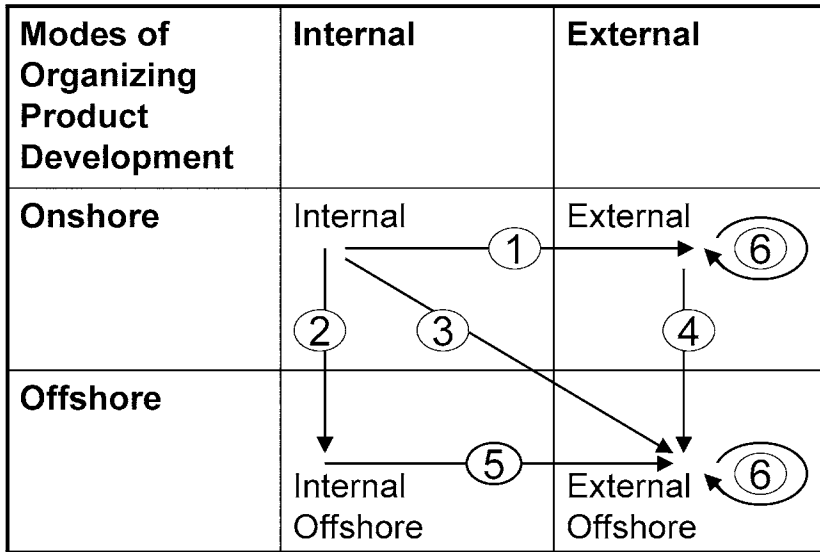 Modes of
Organizing
Product
Development
Internal
External
Onshore
Internal
External
1
6
2
3
4
Offshore
5
6
Internal
Offshore
External
Offshore